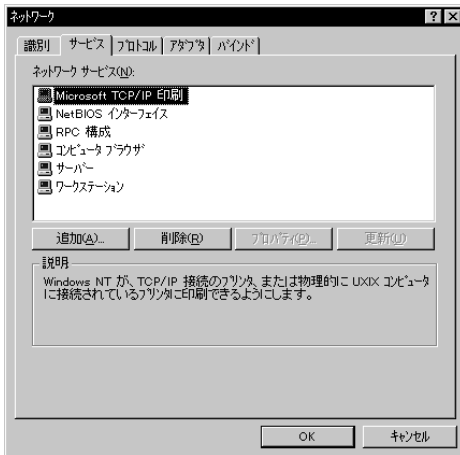 ネットワーク
識別 サービス プロトコル アダプタ バインド
ネットワーク サービス(N):
Microsoft TCP/IP 印刷
NetBIOS インターフェイス
RPC 構成
コンピュータ ブラウザ
サーバー
ワークステーション
追加(A)... 削除(R) プロパティ(P)... 更新(U)
説明
Windows NT が、TCP/IP 接続のプリンタ、または物理的に UXIX コンピュータ
に接続されているプリンタに印刷できるようにします。
OK キャンセル